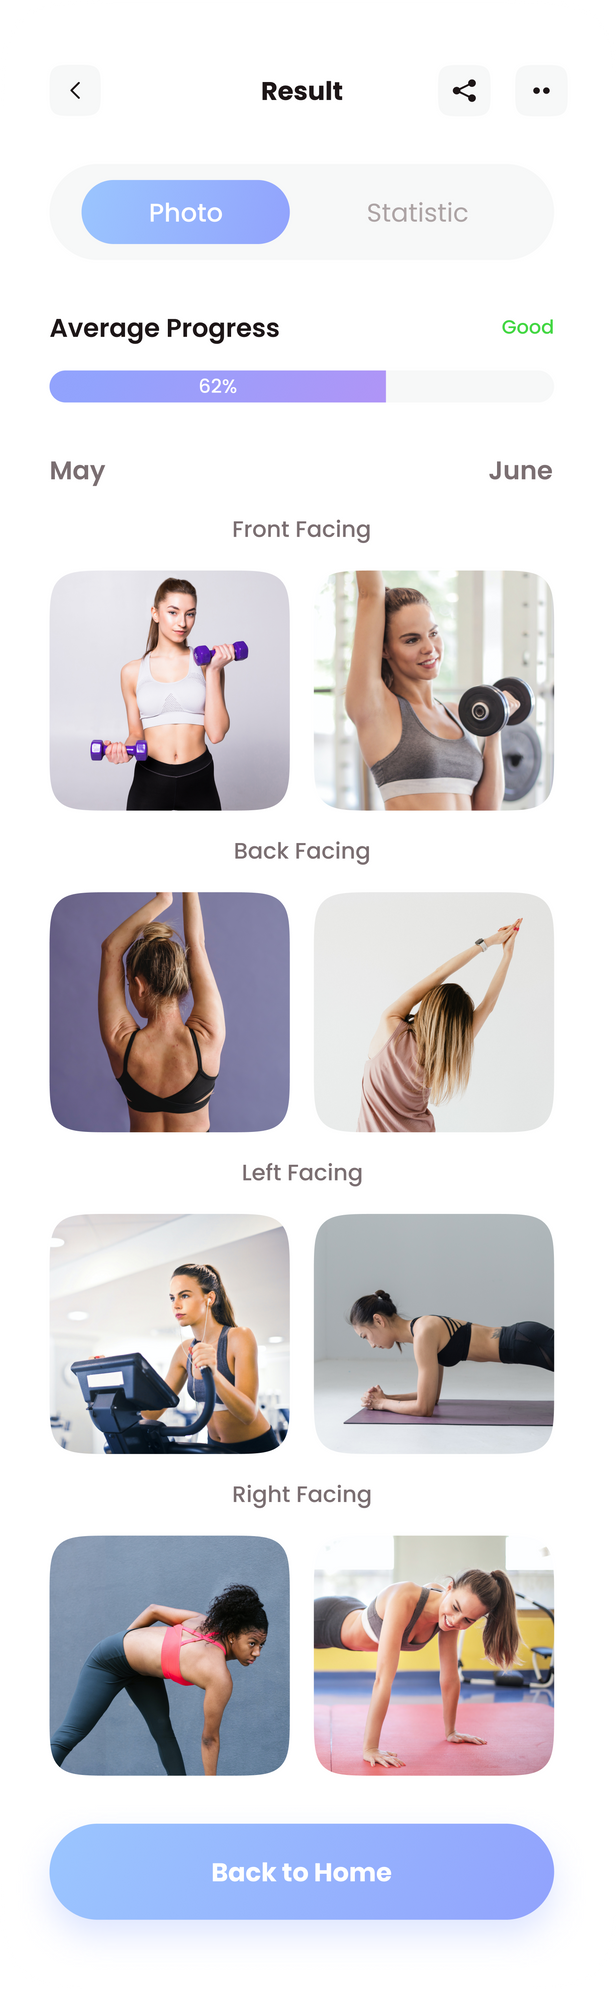 Result
Photo
Statistic
Average Progress
Good
62%
May
June
Front Facing
Back Facing
Left Facing
Right Facing
Back to Home